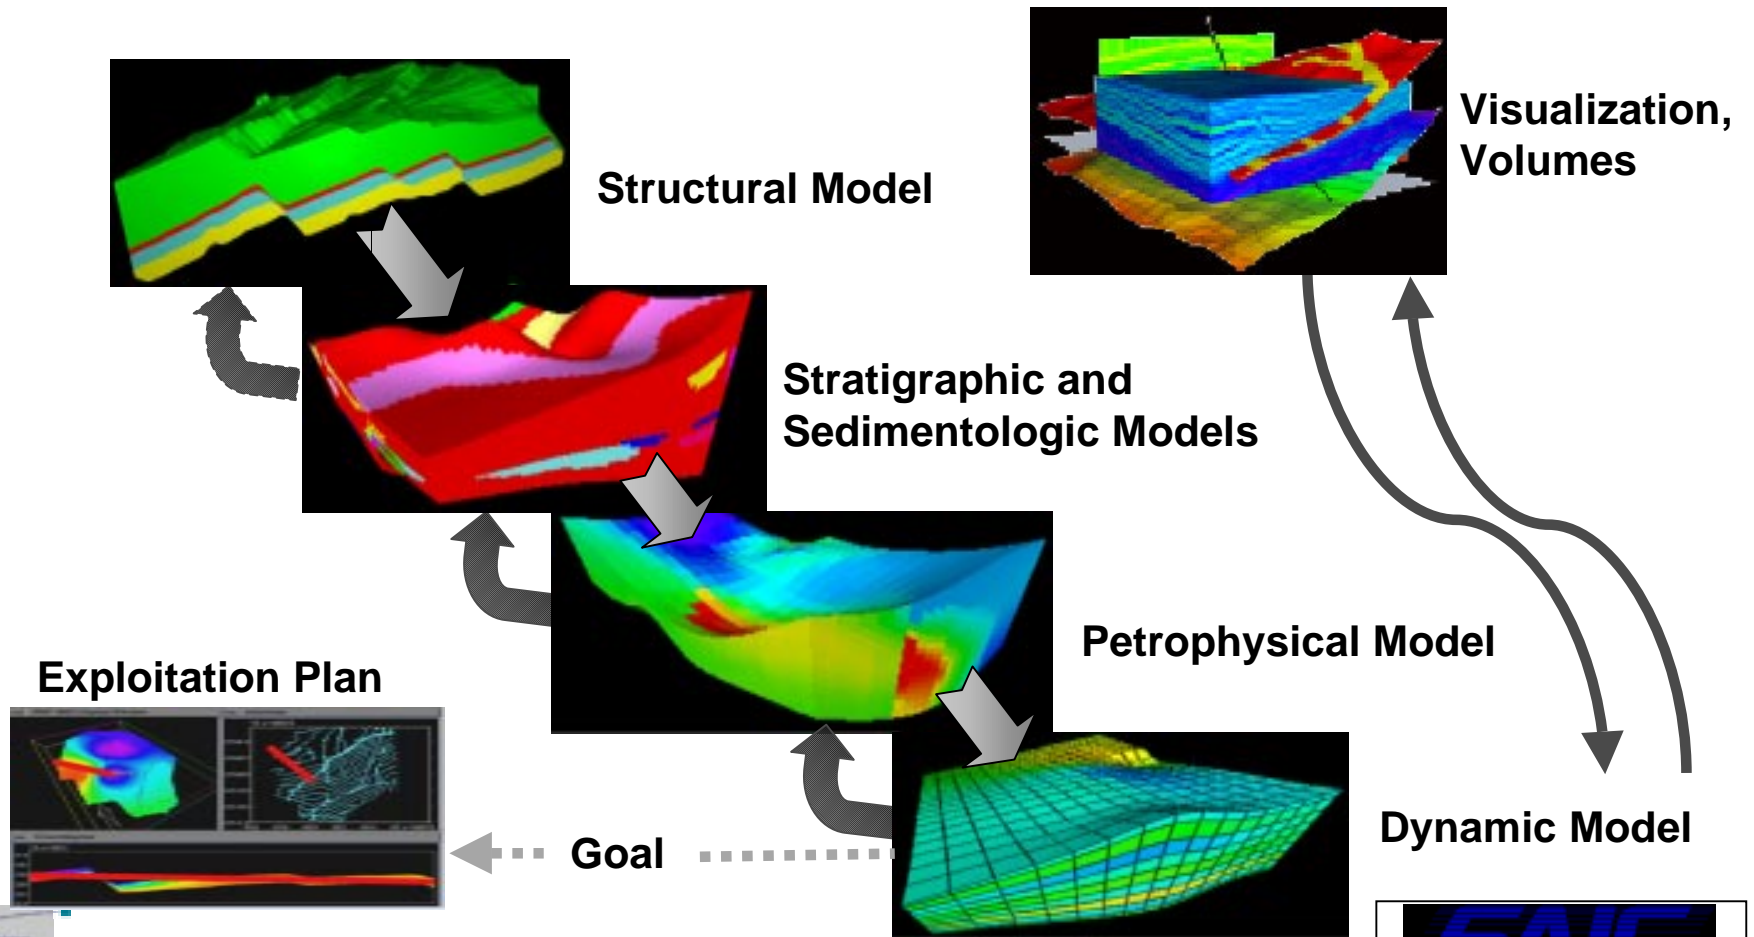 Visualization,
Volumes
Structural Model
Stratigraphic and
Sedimentologic Models
Petrophysical Model
Exploitation Plan
Dynamic Model
Goal